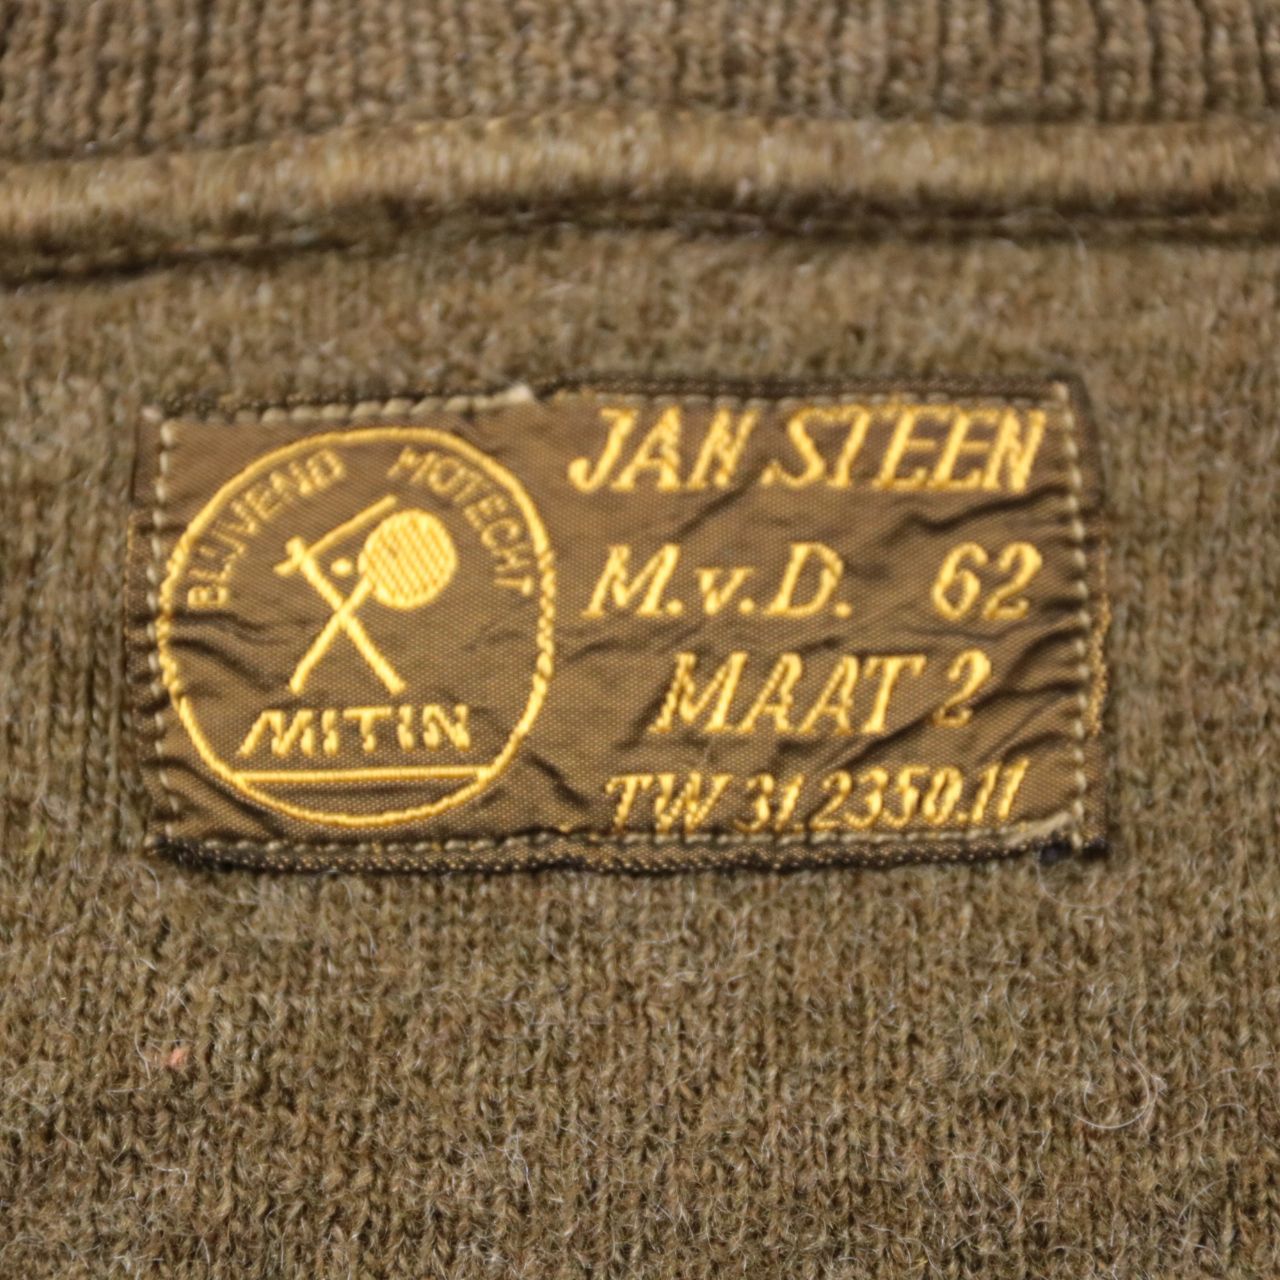 BLIJVEND MOTECHT
MITIN
JAN STEEN
M.v.D. 62
MAAT 2
TW 31.2350.11